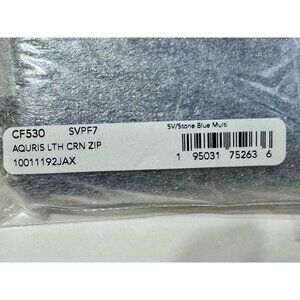 CF530 SVPF7 SV/Stone Blue Multi
AQURIS LTH CRN ZIP
10011192JAX
1 95031 75263 6